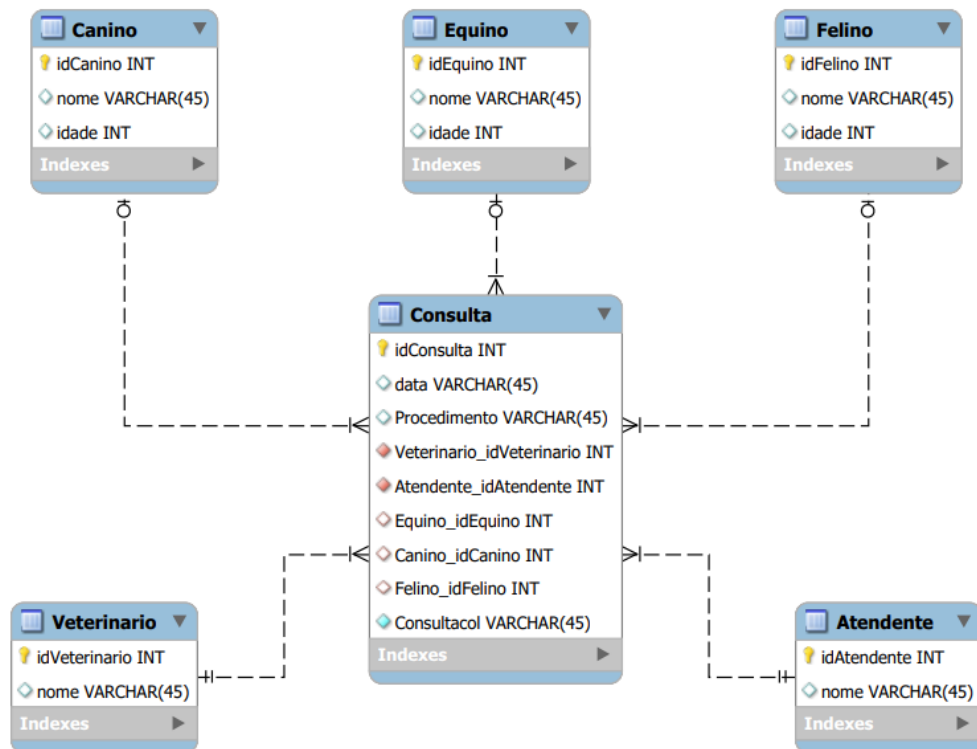 Canino
idCanino INT
nome VARCHAR(45)
idade INT
Indexes
Equino
idEquino INT
nome VARCHAR(45)
idade INT
Indexes
Felino
idFelino INT
nome VARCHAR(45)
idade INT
Indexes
Consulta
idConsulta INT
data VARCHAR(45)
Procedimento VARCHAR(45)
Veterinario_idVeterinario INT
Atendente_idAtendente INT
Equino_idEquino INT
Canino_idCanino INT
Felino_idFelino INT
Consultacol VARCHAR(45)
Indexes
Veterinario
idVeterinario INT
nome VARCHAR(45)
Indexes
Atendente
idAtendente INT
nome VARCHAR(45)
Indexes